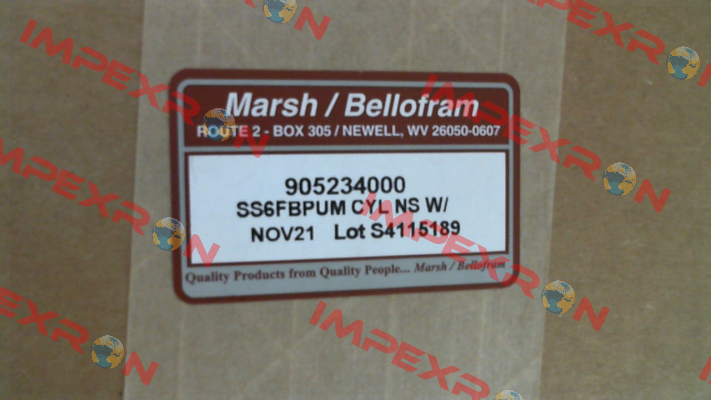 Marsh / Bellofram
ROUTE 2 - BOX 305 / NEWELL, WV 26050-0607
905234000
SS6FBPUM CYL NS W/
NOV21 Lot S4115189
Quality Products from Quality People... Marsh / Bellofram
IMPEXRON
IMPEXRON
IMPEXRON
IMPEXRON
IMPEXRON
IMPEXRON